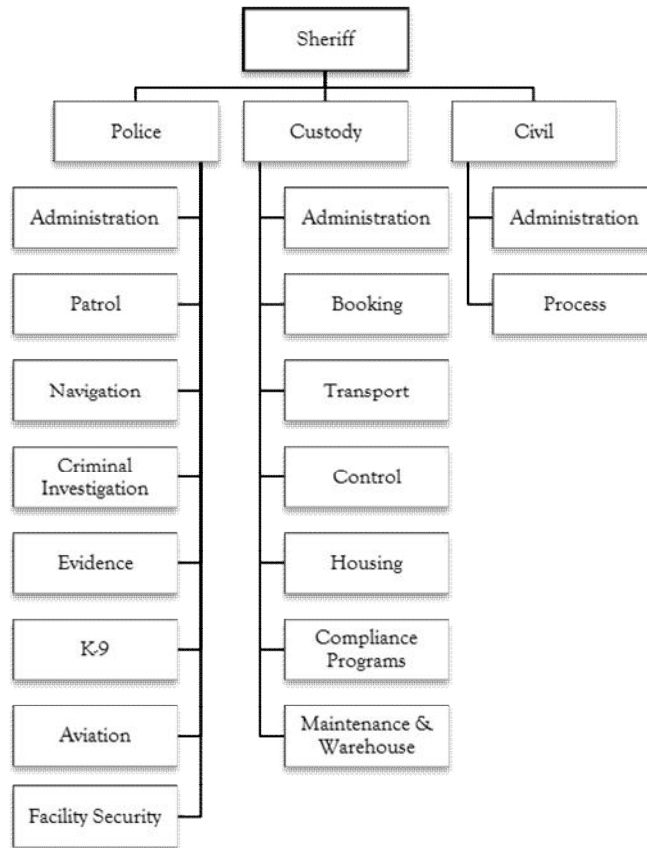 Sheriff
Police
Custody
Civil
Administration
Patrol
Navigation
Criminal
Investigation
Evidence
K-9
Aviation
Facility Security
Administration
Booking
Transport
Control
Housing
Compliance
Programs
Maintenance &
Warehouse
Administration
Process